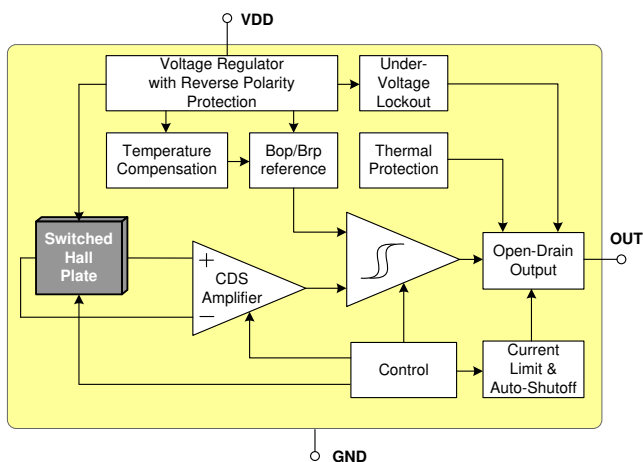 VDD
Voltage Regulator
with Reverse Polarity
Protection
Under-
Voltage
Lockout
Temperature
Compensation
Bop/Brp
reference
Thermal
Protection
Switched
Hall
Plate
+
CDS
Amplifier
−
Open-Drain
Output
OUT
Control
Current
Limit &
Auto-Shutoff
GND